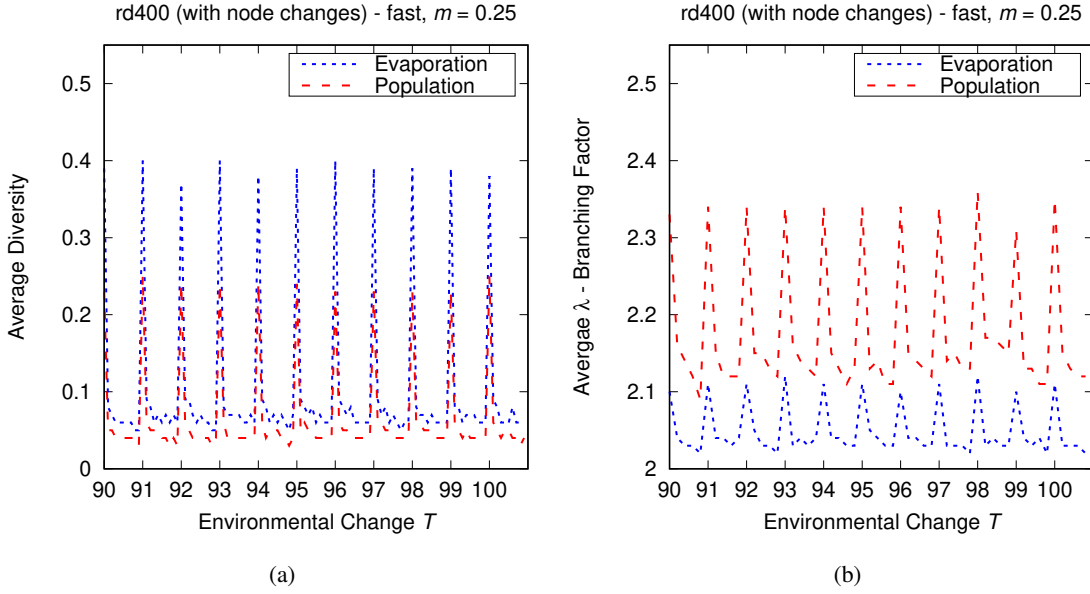 rd400 (with node changes) - fast, m = 0.25
Evaporation
Population
Average Diversity
0.5
0.4
0.3
0.2
0.1
0
90 91 92 93 94 95 96 97 98 99 100
Environmental Change T
(a)
rd400 (with node changes) - fast, m = 0.25
Evaporation
Population
Avergae λ - Branching Factor
2.5
2.4
2.3
2.2
2.1
2
90 91 92 93 94 95 96 97 98 99 100
Environmental Change T
(b)